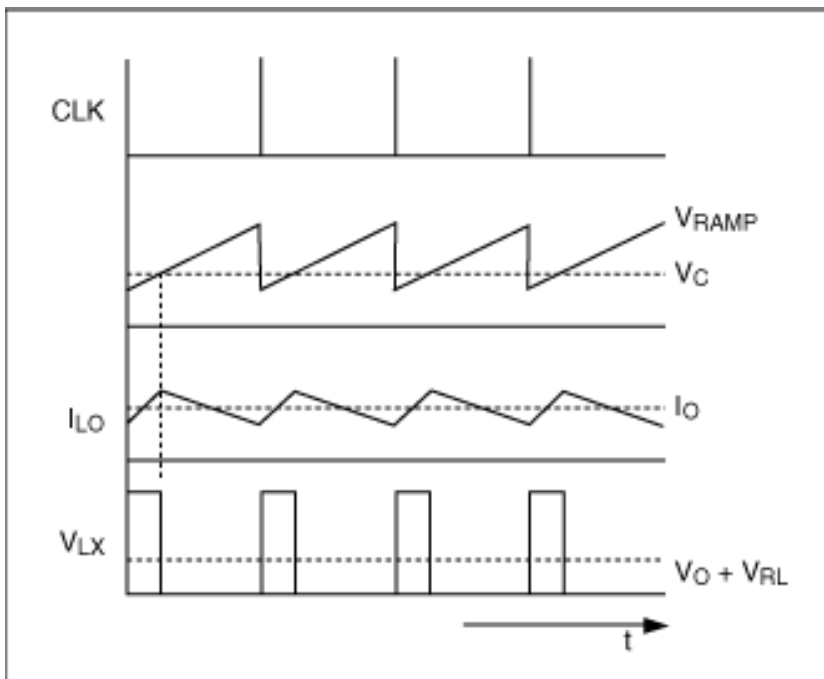 CLK
VRAMP
VC
ILO
IO
VLX
VO + VRL
t